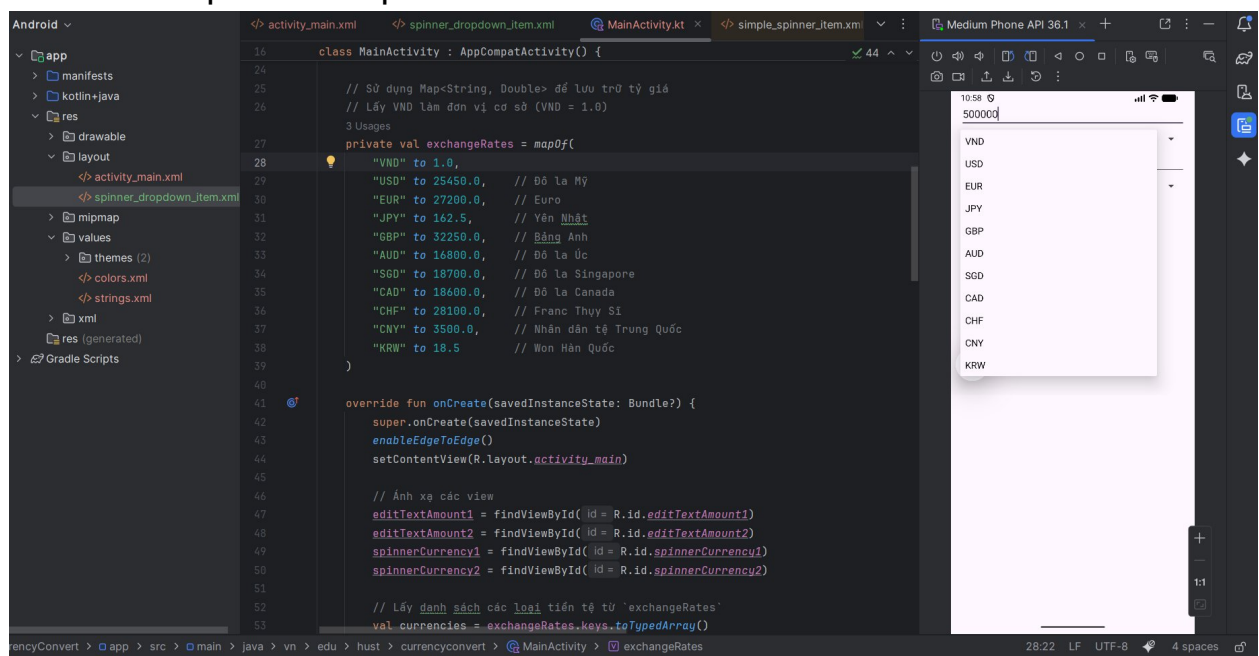 Android
app
manifests
kotlin+java
res
drawable
layout
activity_main.xml
spinner_dropdown_item.xml
mipmap
values
themes (2)
colors.xml
strings.xml
xml
res (generated)
Gradle Scripts
activity_main.xml spinner_dropdown_item.xml MainActivity.kt simple_spinner_item.xm
16 class MainActivity : AppCompatActivity() {
44
24
25 // Sử dụng Map<String, Double> để lưu trữ tỷ giá
26 // Lấy VND làm đơn vị cơ sở (VND = 1.0)
3 Usages
27 private val exchangeRates = mapOf(
28 "VND" to 1.0,
29 "USD" to 25450.0, // Đô la Mỹ
30 "EUR" to 27200.0, // Euro
31 "JPY" to 162.5, // Yên Nhật
32 "GBP" to 32250.0, // Bảng Anh
33 "AUD" to 16800.0, // Đô la Úc
34 "SGD" to 18700.0, // Đô la Singapore
35 "CAD" to 18600.0, // Đô la Canada
36 "CHF" to 28100.0, // Franc Thụy Sĩ
37 "CNY" to 3500.0, // Nhân dân tệ Trung Quốc
38 "KRW" to 18.5 // Won Hàn Quốc
39 )
40
41 override fun onCreate(savedInstanceState: Bundle?) {
42 super.onCreate(savedInstanceState)
43 enableEdgeToEdge()
44 setContentView(R.layout.activity_main)
45
46 // Ánh xạ các view
47 editTextAmount1 = findViewById( id = R.id.editTextAmount1)
48 editTextAmount2 = findViewById( id = R.id.editTextAmount2)
49 spinnerCurrency1 = findViewById( id = R.id.spinnerCurrency1)
50 spinnerCurrency2 = findViewById( id = R.id.spinnerCurrency2)
51
52 // Lấy danh sách các loại tiền tệ từ `exchangeRates`
53 val currencies = exchangeRates.keys.toTypedArray()
Medium Phone API 36.1
10:58
500000
VND
USD
EUR
JPY
GBP
AUD
SGD
CAD
CHF
CNY
KRW
1:1
rencyConvert > app > src > main > java > vn > edu > hust > currencyconvert > MainActivity > exchangeRates
28:22 LF UTF-8 4 spaces